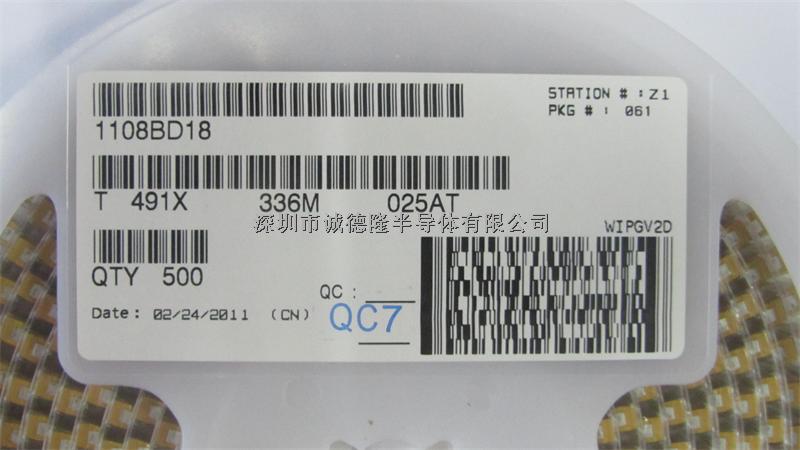 STATION # : Z1
PKG # : 061
1108BD18
T 491X 336M 025AT
深圳市诚德隆半导体有限公司
WIPGV2D
QTY 500
QC :
Date: 02/24/2011 (CN)
QC7